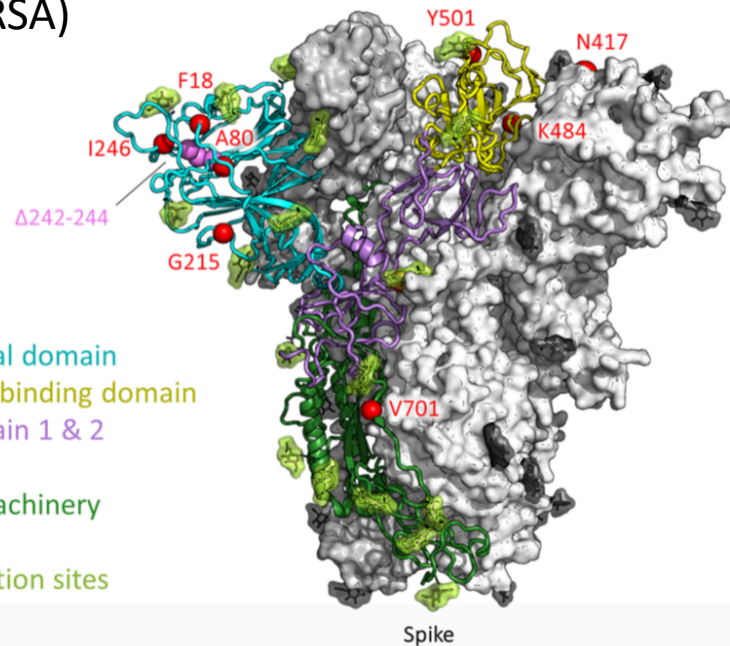 RSA)
Y501
N417
F18
I246
A80
K484
Δ242-244
G215
al domain
binding domain
ain 1 & 2
V701
achinery
tion sites
Spike